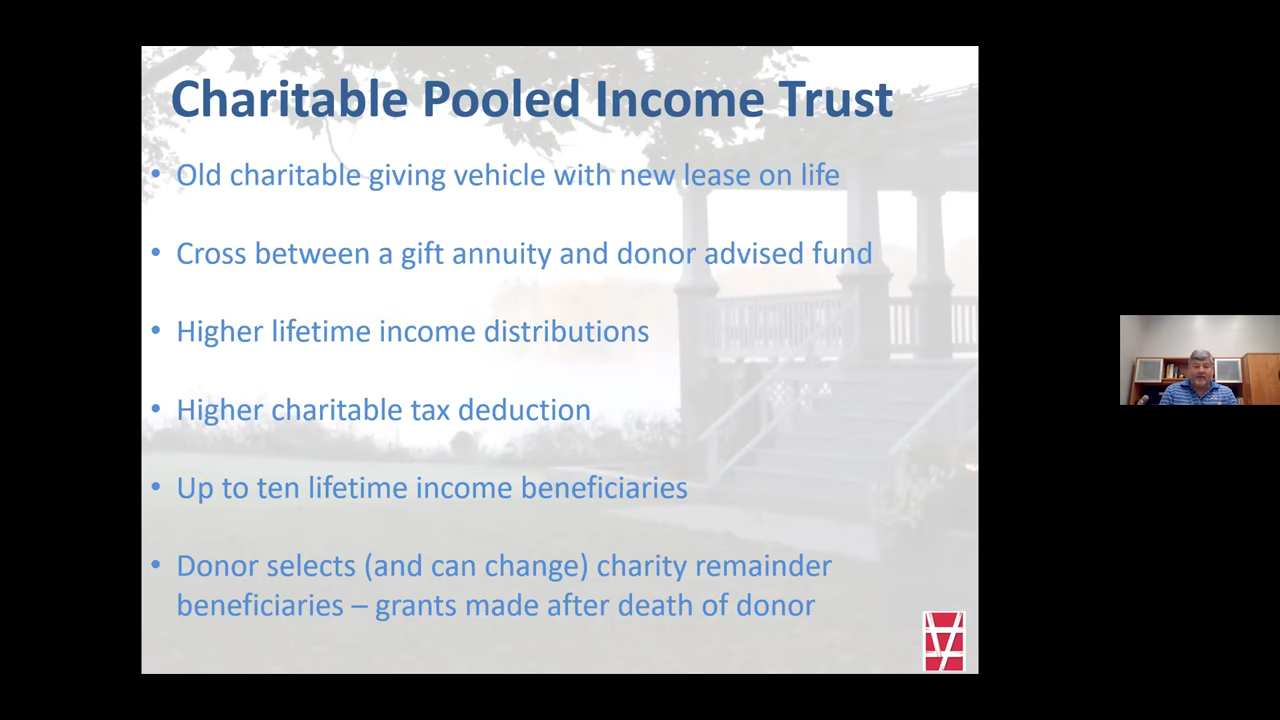 Charitable Pooled Income Trust
• Old charitable giving vehicle with new lease on life
• Cross between a gift annuity and donor advised fund
• Higher lifetime income distributions
• Higher charitable tax deduction
• Up to ten lifetime income beneficiaries
• Donor selects (and can change) charity remainder
beneficiaries – grants made after death of donor